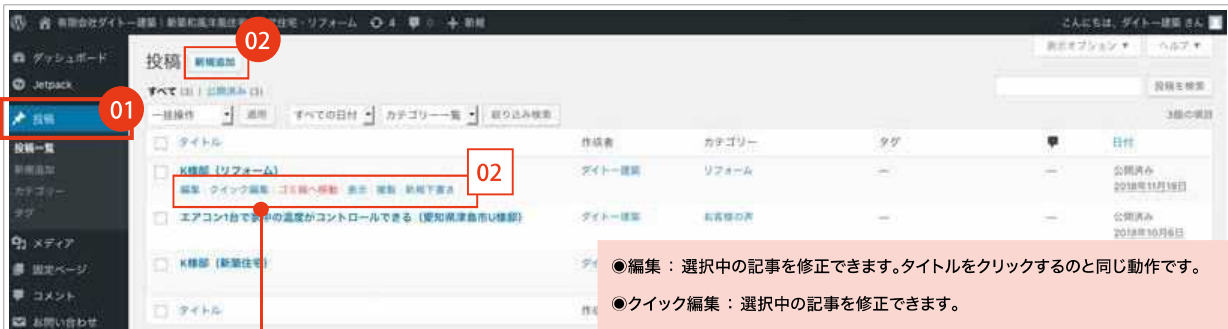 有限会社ダイトー建築｜新築和風洋風住 住宅・リフォーム 4 0 新規 こんにちは、ダイトー建築 さん
ダッシュボード
Jetpack
投稿
投稿一覧
新規追加
カテゴリー
タグ
メディア
固定ページ
コメント
お問い合わせ
01
02
表示オプション ▼ ヘルプ ▼
投稿 新規追加
すべて (3) | 公開済み (3)
投稿を検索
一括操作 適用 すべての日付 カテゴリー一覧 絞り込み検索 3個の項目
タイトル 作成者 カテゴリー タグ 日付
K様邸（リフォーム） ダイトー建築 リフォーム — — 公開済み
編集 クイック編集 ゴミ箱へ移動 表示 複製 新規下書き 2018年11月19日
02
エアコン1台で家中の温度がコントロールできる（愛知県津島市U様邸） ダイトー建築 お客様の声 — — 公開済み
2018年10月6日
K様邸（新築住宅）
タイトル
◉編集 ： 選択中の記事を修正できます。タイトルをクリックするのと同じ動作です。
◉クイック編集 ： 選択中の記事を修正できます。